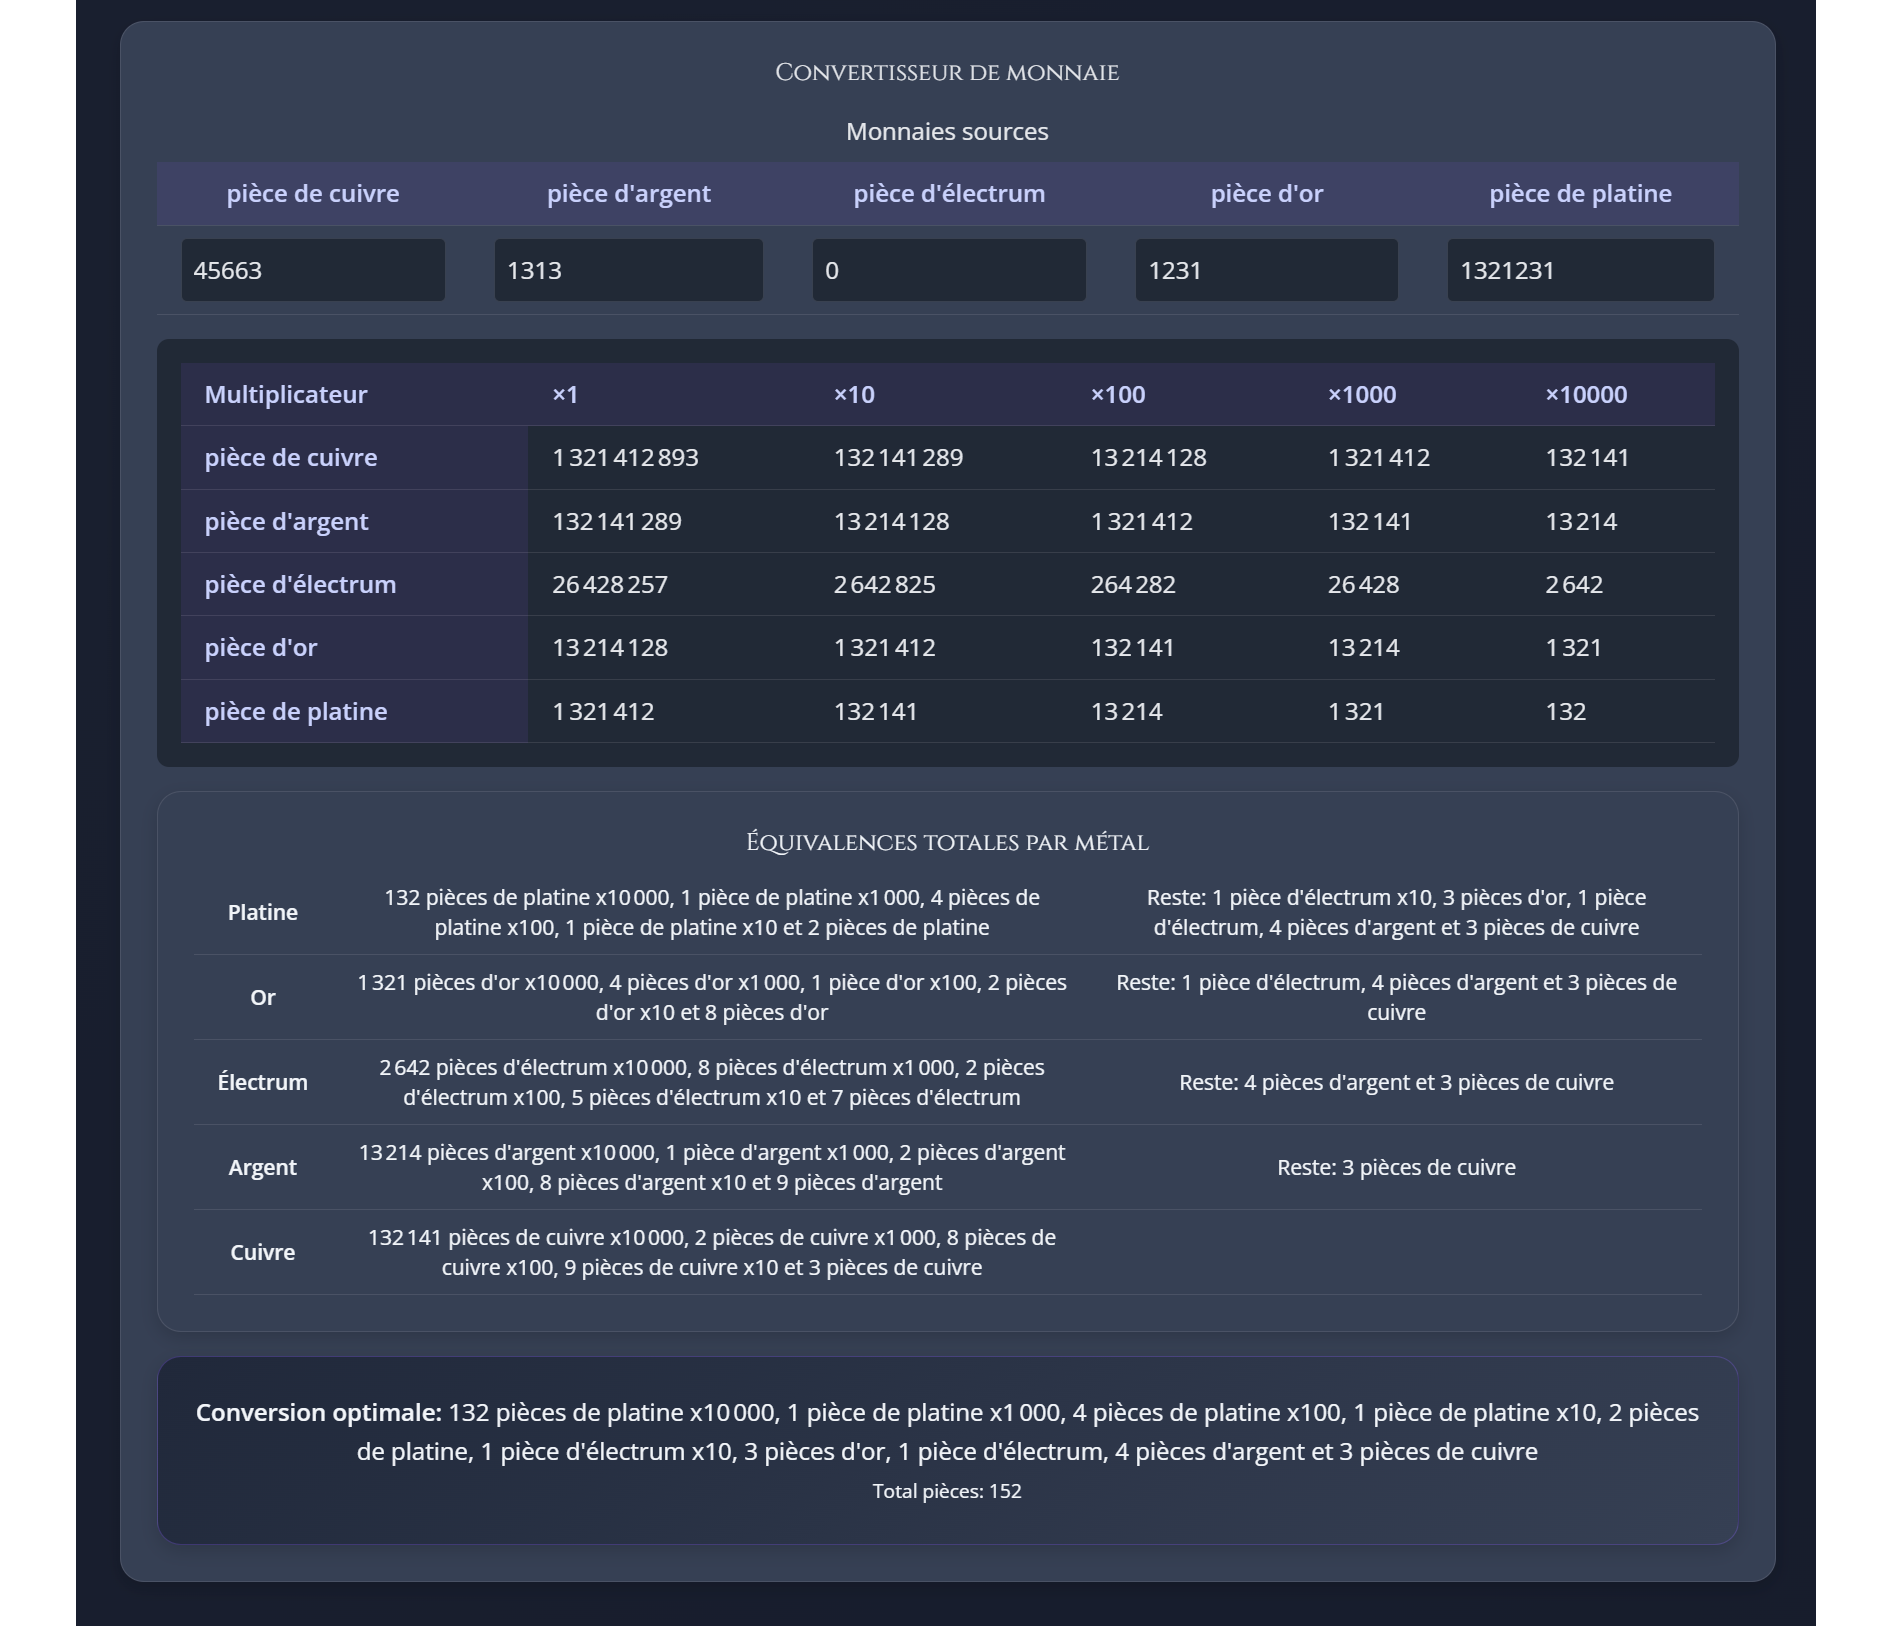 Convertisseur de monnaie
Monnaies sources
pièce de cuivre pièce d'argent pièce d'électrum pièce d'or pièce de platine
45663 1313 0 1231 1321231
Multiplicateur ×1 ×10 ×100 ×1000 ×10000
pièce de cuivre 1 321 412 893 132 141 289 13 214 128 1 321 412 132 141
pièce d'argent 132 141 289 13 214 128 1 321 412 132 141 13 214
pièce d'électrum 26 428 257 2 642 825 264 282 26 428 2 642
pièce d'or 13 214 128 1 321 412 132 141 13 214 1 321
pièce de platine 1 321 412 132 141 13 214 1 321 132
Équivalences totales par métal
Platine
132 pièces de platine x10 000, 1 pièce de platine x1 000, 4 pièces de
platine x100, 1 pièce de platine x10 et 2 pièces de platine
Reste: 1 pièce d'électrum x10, 3 pièces d'or, 1 pièce
d'électrum, 4 pièces d'argent et 3 pièces de cuivre
Or
1 321 pièces d'or x10 000, 4 pièces d'or x1 000, 1 pièce d'or x100, 2 pièces
d'or x10 et 8 pièces d'or
Reste: 1 pièce d'électrum, 4 pièces d'argent et 3 pièces de
cuivre
Électrum
2 642 pièces d'électrum x10 000, 8 pièces d'électrum x1 000, 2 pièces
d'électrum x100, 5 pièces d'électrum x10 et 7 pièces d'électrum
Reste: 4 pièces d'argent et 3 pièces de cuivre
Argent
13 214 pièces d'argent x10 000, 1 pièce d'argent x1 000, 2 pièces d'argent
x100, 8 pièces d'argent x10 et 9 pièces d'argent
Reste: 3 pièces de cuivre
Cuivre
132 141 pièces de cuivre x10 000, 2 pièces de cuivre x1 000, 8 pièces de
cuivre x100, 9 pièces de cuivre x10 et 3 pièces de cuivre
Conversion optimale: 132 pièces de platine x10 000, 1 pièce de platine x1 000, 4 pièces de platine x100, 1 pièce de platine x10, 2 pièces
de platine, 1 pièce d'électrum x10, 3 pièces d'or, 1 pièce d'électrum, 4 pièces d'argent et 3 pièces de cuivre
Total pièces: 152